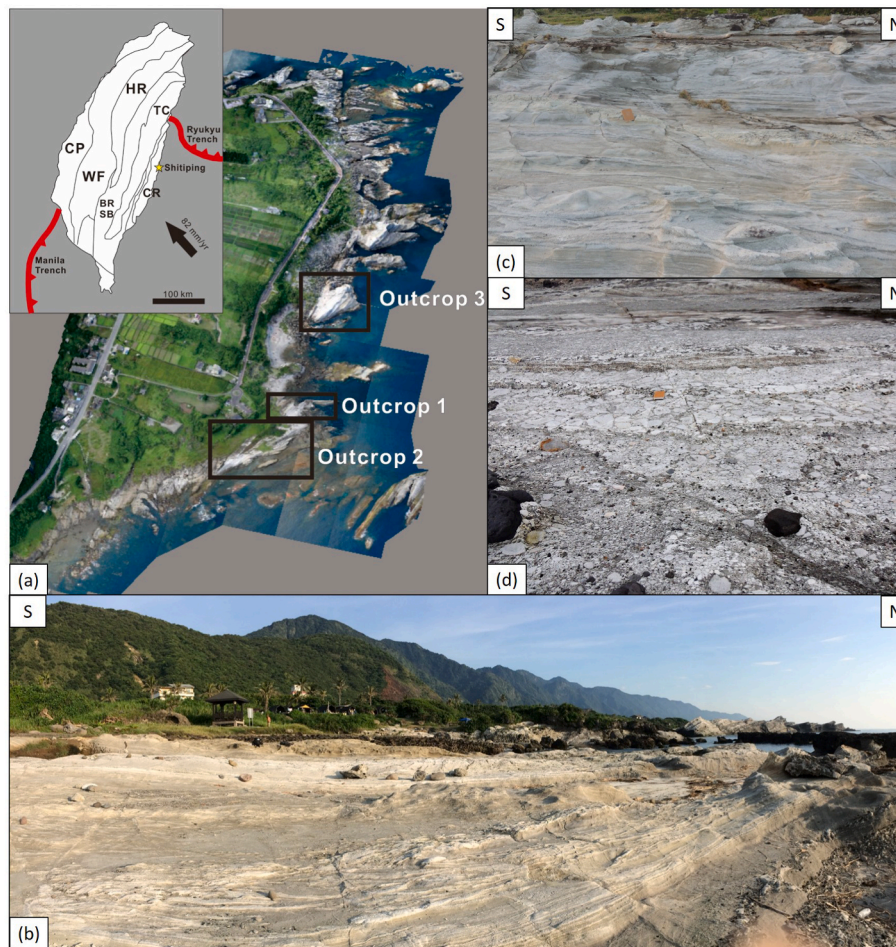 HR
TC
Ryukyu
Trench
CP
Shitiping
WF
CR
BR
SB
82 mm/yr
Manila
Trench
100 km
Outcrop 3
Outcrop 1
Outcrop 2
(a)
S
N
(c)
S
N
(d)
S
N
(b)